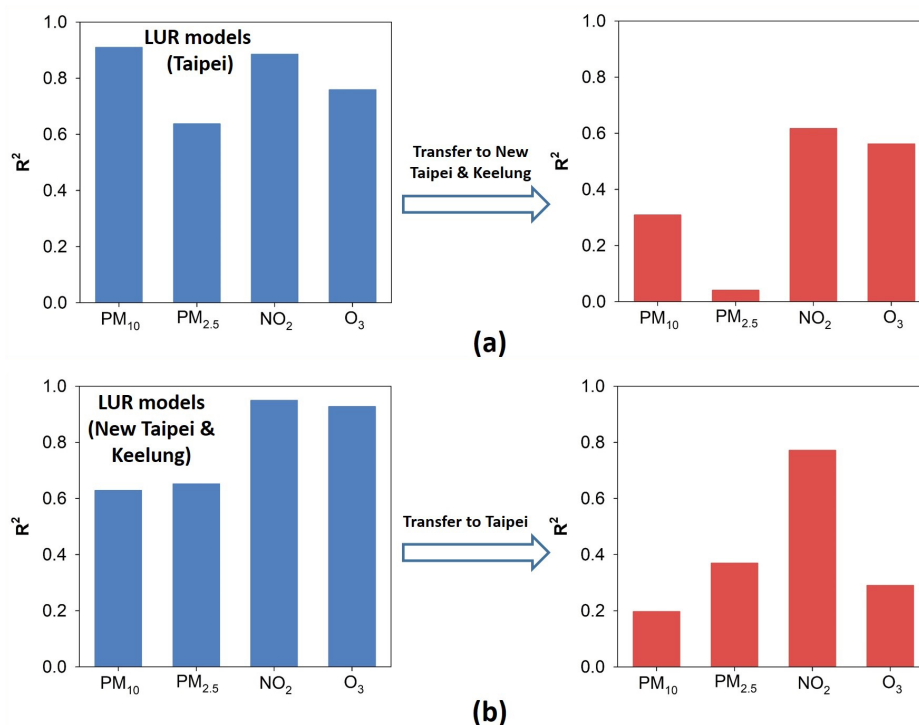 LUR models
(Taipei)
R²
1.0
0.8
0.6
0.4
0.2
0.0
PM₁₀ PM₂.₅ NO₂ O₃
Transfer to New
Taipei & Keelung
R²
1.0
0.8
0.6
0.4
0.2
0.0
PM₁₀ PM₂.₅ NO₂ O₃
(a)
LUR models
(New Taipei &
Keelung)
R²
1.0
0.8
0.6
0.4
0.2
0.0
PM₁₀ PM₂.₅ NO₂ O₃
Transfer to Taipei
R²
1.0
0.8
0.6
0.4
0.2
0.0
PM₁₀ PM₂.₅ NO₂ O₃
(b)